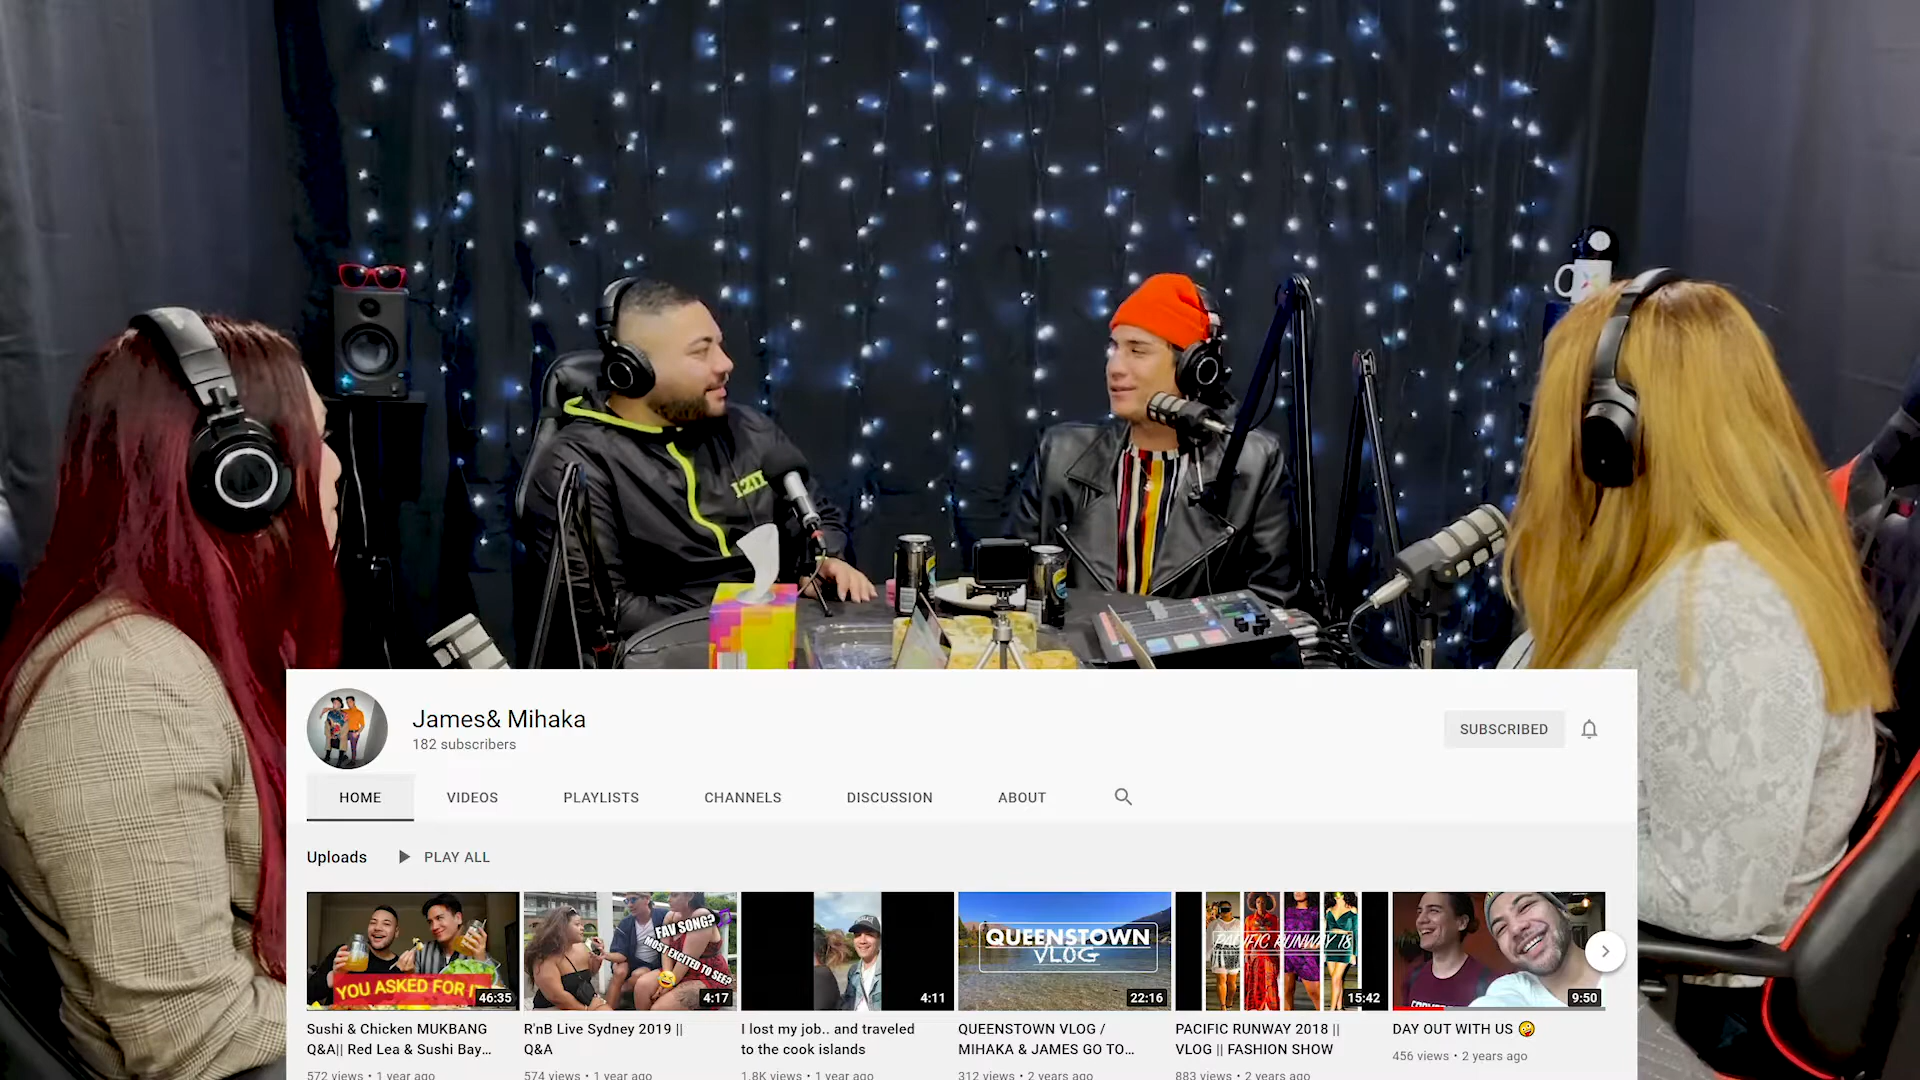 James& Mihaka
182 subscribers
SUBSCRIBED
HOME
VIDEOS
PLAYLISTS
CHANNELS
DISCUSSION
ABOUT
Uploads
PLAY ALL
YOU ASKED FOR IT
46:35
FAV SONG?
MOST EXCITED TO SEE?
4:17
4:11
QUEENSTOWN
VLOG
22:16
PACIFIC RUNWAY 18
15:42
9:50
Sushi & Chicken MUKBANG
Q&A|| Red Lea & Sushi Bay...
572 views • 1 year ago
R'nB Live Sydney 2019 ||
Q&A
574 views • 1 year ago
I lost my job.. and traveled
to the cook islands
1.8K views • 1 year ago
QUEENSTOWN VLOG /
MIHAKA & JAMES GO TO...
312 views • 2 years ago
PACIFIC RUNWAY 2018 ||
VLOG || FASHION SHOW
883 views • 2 years ago
DAY OUT WITH US 🤪
456 views • 2 years ago